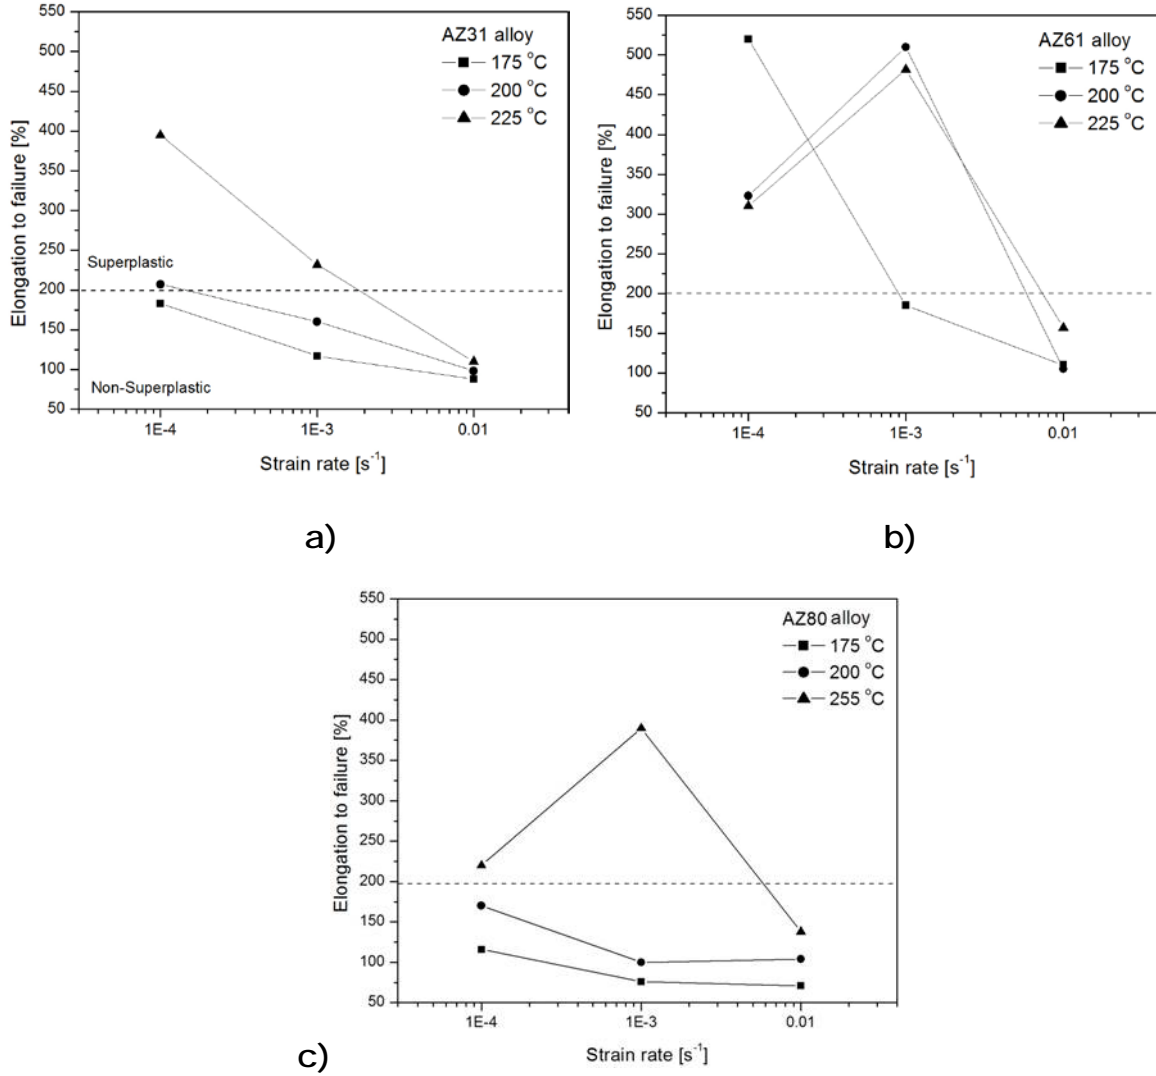 550
500
450
400
350
300
250
200
150
100
50
Elongation to failure [%]
AZ31 alloy
175 °C
200 °C
225 °C
Superplastic
Non-Superplastic
1E-4
1E-3
0.01
Strain rate [s⁻¹]
a)
550
500
450
400
350
300
250
200
150
100
50
Elongation to failure [%]
AZ61 alloy
175 °C
200 °C
225 °C
1E-4
1E-3
0.01
Strain rate [s⁻¹]
b)
550
500
450
400
350
300
250
200
150
100
50
Elongation to failure [%]
AZ80 alloy
175 °C
200 °C
255 °C
1E-4
1E-3
0.01
Strain rate [s⁻¹]
c)